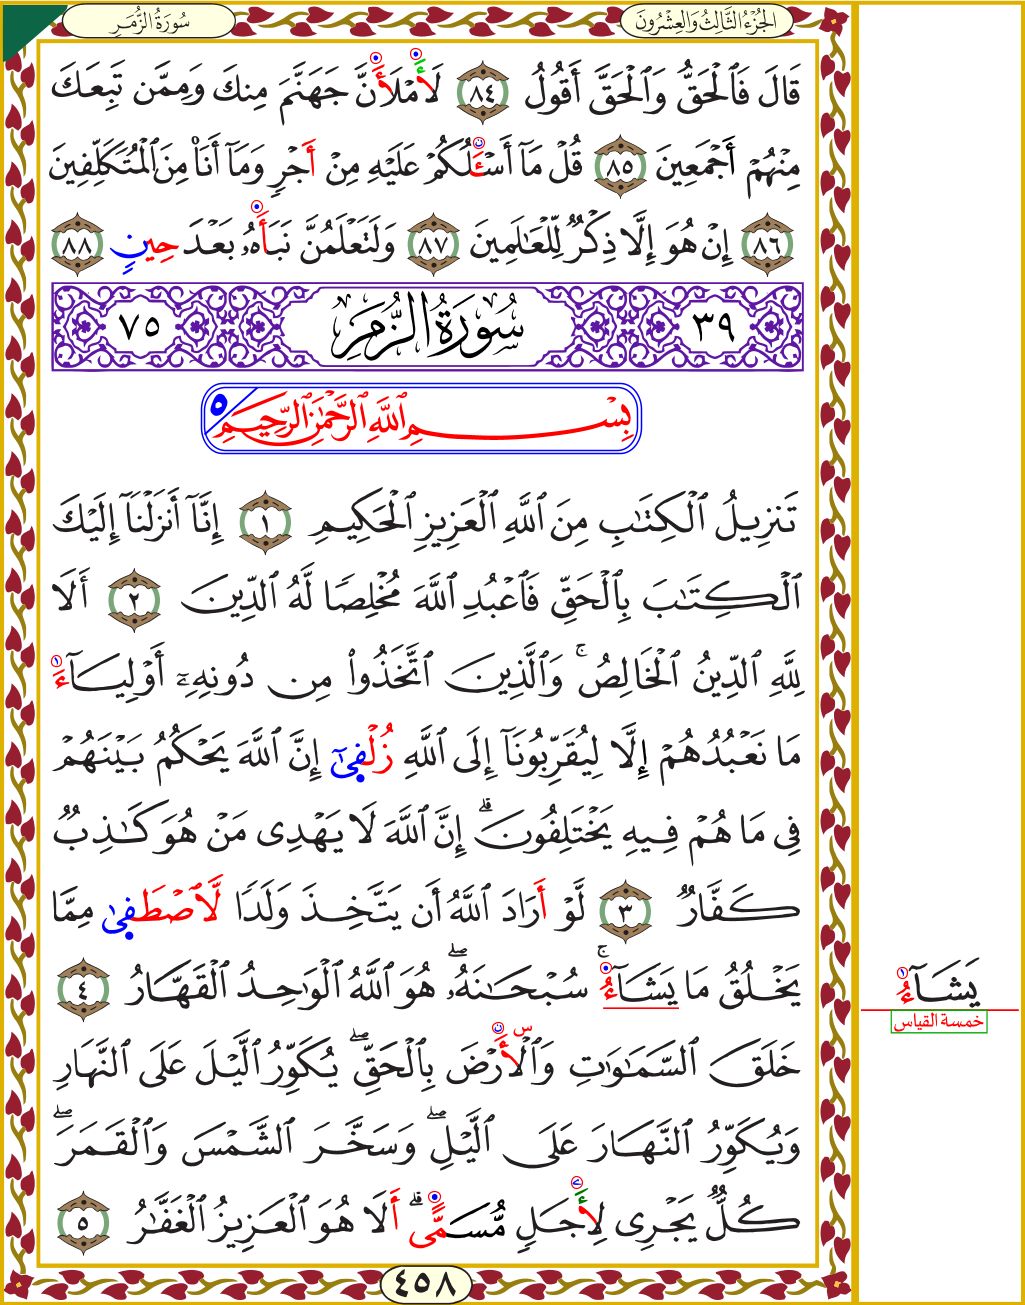 سُورَةُ الزُّمَرِ
الجُزْءُ الثَّالِثُ وَالعِشْرُونَ
قَالَ فَٱلۡحَقُّ وَٱلۡحَقَّ أَقُولُ ٨٤ لَأَمۡلَأَنَّ جَهَنَّمَ مِنكَ وَمِمَّن تَبِعَكَ
مِنۡهُمۡ أَجۡمَعِينَ ٨٥ قُلۡ مَآ أَسۡـَٔلُكُمۡ عَلَيۡهِ مِنۡ أَجۡرٖ وَمَآ أَنَا۠ مِنَ ٱلۡمُتَكَلِّفِينَ
٨٦ إِنۡ هُوَ إِلَّا ذِكۡرٞ لِّلۡعَٰلَمِينَ ٨٧ وَلَتَعۡلَمُنَّ نَبَأَهُۥ بَعۡدَ حِينِۭ ٨٨
٣٩ سُورَةُ الزُّمَرِ ٧٥
بِسۡمِ ٱللَّهِ ٱلرَّحۡمَٰنِ ٱلرَّحِيمِ ٥
تَنزِيلُ ٱلۡكِتَٰبِ مِنَ ٱللَّهِ ٱلۡعَزِيزِ ٱلۡحَكِيمِ ١ إِنَّآ أَنزَلۡنَآ إِلَيۡكَ
ٱلۡكِتَٰبَ بِٱلۡحَقِّ فَٱعۡبُدِ ٱللَّهَ مُخۡلِصٗا لَّهُ ٱلدِّينَ ٢ أَلَا
لِلَّهِ ٱلدِّينُ ٱلۡخَالِصُۚ وَٱلَّذِينَ ٱتَّخَذُواْ مِن دُونِهِۦٓ أَوۡلِيَآءَ ١
مَا نَعۡبُدُهُمۡ إِلَّا لِيُقَرِّبُونَآ إِلَى ٱللَّهِ زُلۡفَىٰٓ إِنَّ ٱللَّهَ يَحۡكُمُ بَيۡنَهُمۡ
فِي مَا هُمۡ فِيهِ يَخۡتَلِفُونَۗ إِنَّ ٱللَّهَ لَا يَهۡدِي مَنۡ هُوَ كَٰذِبٞ
كَفَّارٞ ٣ لَّوۡ أَرَادَ ٱللَّهُ أَن يَتَّخِذَ وَلَدٗا لَّٱصۡطَفَىٰ مِمَّا
يَخۡلُقُ مَا يَشَآءُۚ سُبۡحَٰنَهُۥۖ هُوَ ٱللَّهُ ٱلۡوَٰحِدُ ٱلۡقَهَّارُ ٤
يَشَآءُ ١
خمسة القياس
خَلَقَ ٱلسَّمَٰوَٰتِ وَٱلۡأَرۡضَ بِٱلۡحَقِّۖ يُكَوِّرُ ٱلَّيۡلَ عَلَى ٱلنَّهَارِ
وَيُكَوِّرُ ٱلنَّهَارَ عَلَى ٱلَّيۡلِۖ وَسَخَّرَ ٱلشَّمۡسَ وَٱلۡقَمَرَۖ
كُلّٞ يَجۡرِي لِأَجَلٖ مُّسَمًّىۗ أَلَا هُوَ ٱلۡعَزِيزُ ٱلۡغَفَّٰرُ ٥
٤٥٨